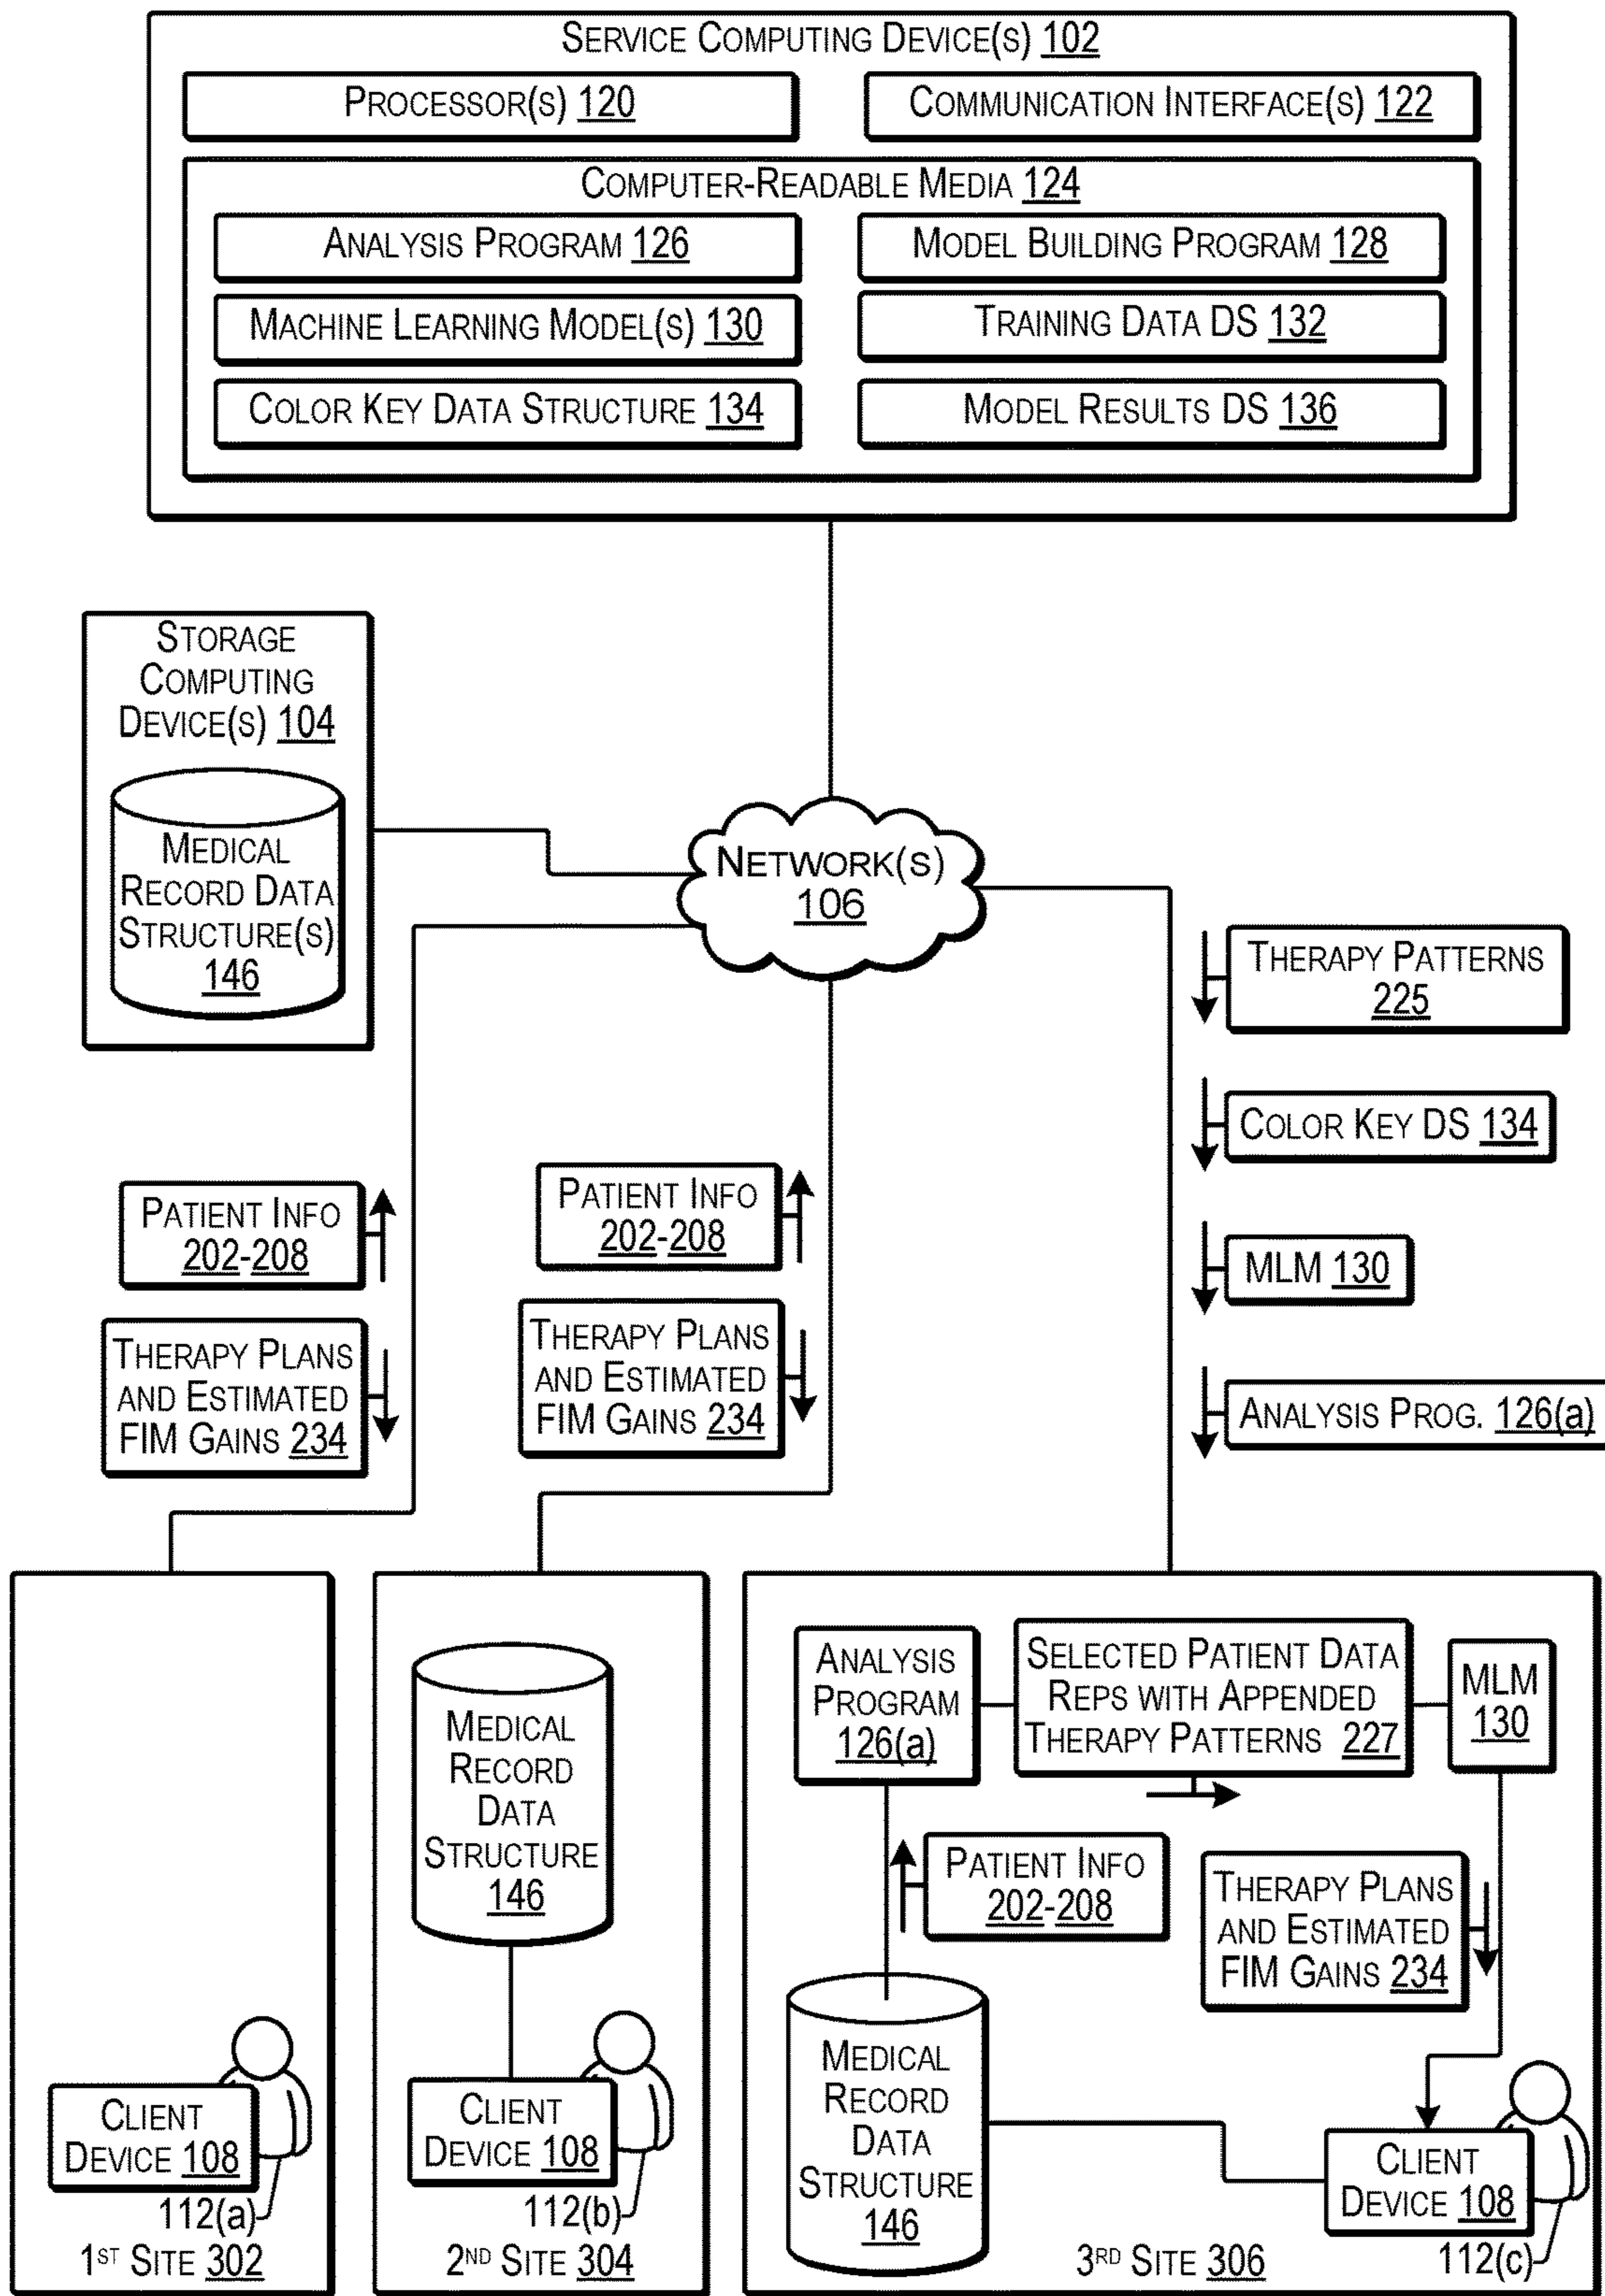 SERVICE COMPUTING DEVICE(S) 102
PROCESSOR(S) 120
COMMUNICATION INTERFACE(S) 122
COMPUTER-READABLE MEDIA 124
ANALYSIS PROGRAM 126
MODEL BUILDING PROGRAM 128
MACHINE LEARNING MODEL(S) 130
TRAINING DATA DS 132
COLOR KEY DATA STRUCTURE 134
MODEL RESULTS DS 136
STORAGE
COMPUTING
DEVICE(S) 104
MEDICAL
RECORD DATA
STRUCTURE(S)
146
NETWORK(S)
106
THERAPY PATTERNS
225
COLOR KEY DS 134
MLM 130
ANALYSIS PROG. 126(a)
PATIENT INFO
202-208
THERAPY PLANS
AND ESTIMATED
FIM GAINS 234
PATIENT INFO
202-208
THERAPY PLANS
AND ESTIMATED
FIM GAINS 234
CLIENT
DEVICE 108
112(a)
1ST SITE 302
MEDICAL
RECORD
DATA
STRUCTURE
146
CLIENT
DEVICE 108
112(b)
2ND SITE 304
ANALYSIS
PROGRAM
126(a)
SELECTED PATIENT DATA
REPS WITH APPENDED
THERAPY PATTERNS 227
MLM
130
PATIENT INFO
202-208
THERAPY PLANS
AND ESTIMATED
FIM GAINS 234
MEDICAL
RECORD
DATA
STRUCTURE
146
CLIENT
DEVICE 108
112(c)
3RD SITE 306